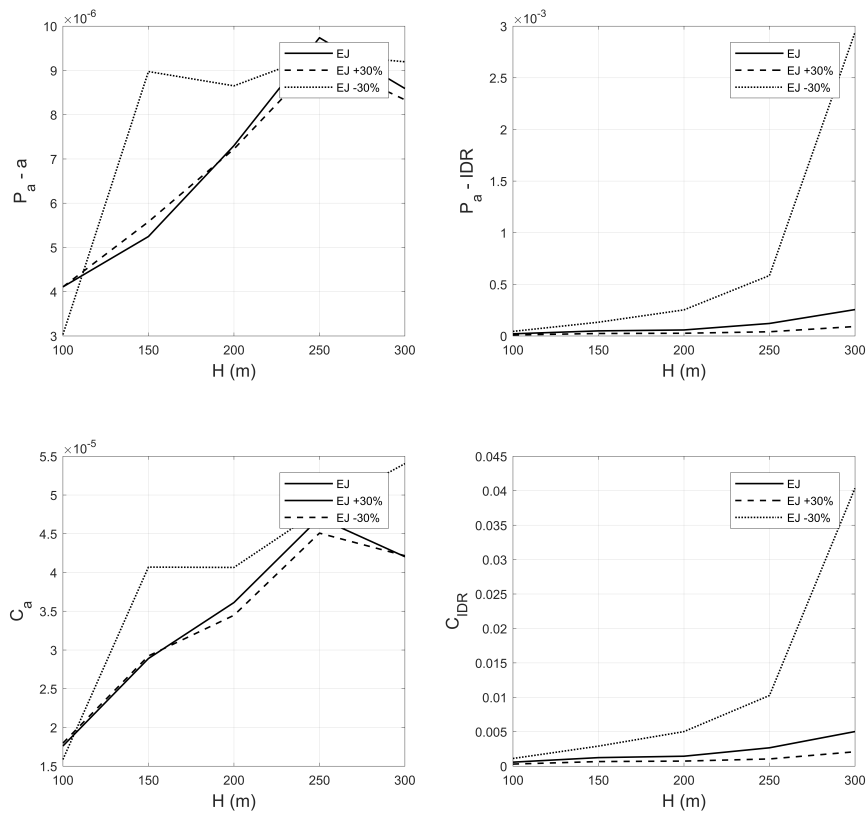 ×10⁻⁶
10
9
8
7
6
5
4
3
P_a - a
EJ
EJ +30%
EJ -30%
100 150 200 250 300
H (m)
×10⁻³
3
2.5
2
1.5
1
0.5
0
P_a - IDR
EJ
EJ +30%
EJ -30%
100 150 200 250 300
H (m)
×10⁻⁵
5.5
5
4.5
4
3.5
3
2.5
2
1.5
C_a
EJ
EJ +30%
EJ -30%
100 150 200 250 300
H (m)
0.045
0.04
0.035
0.03
0.025
0.02
0.015
0.01
0.005
0
C_IDR
EJ
EJ +30%
EJ -30%
100 150 200 250 300
H (m)